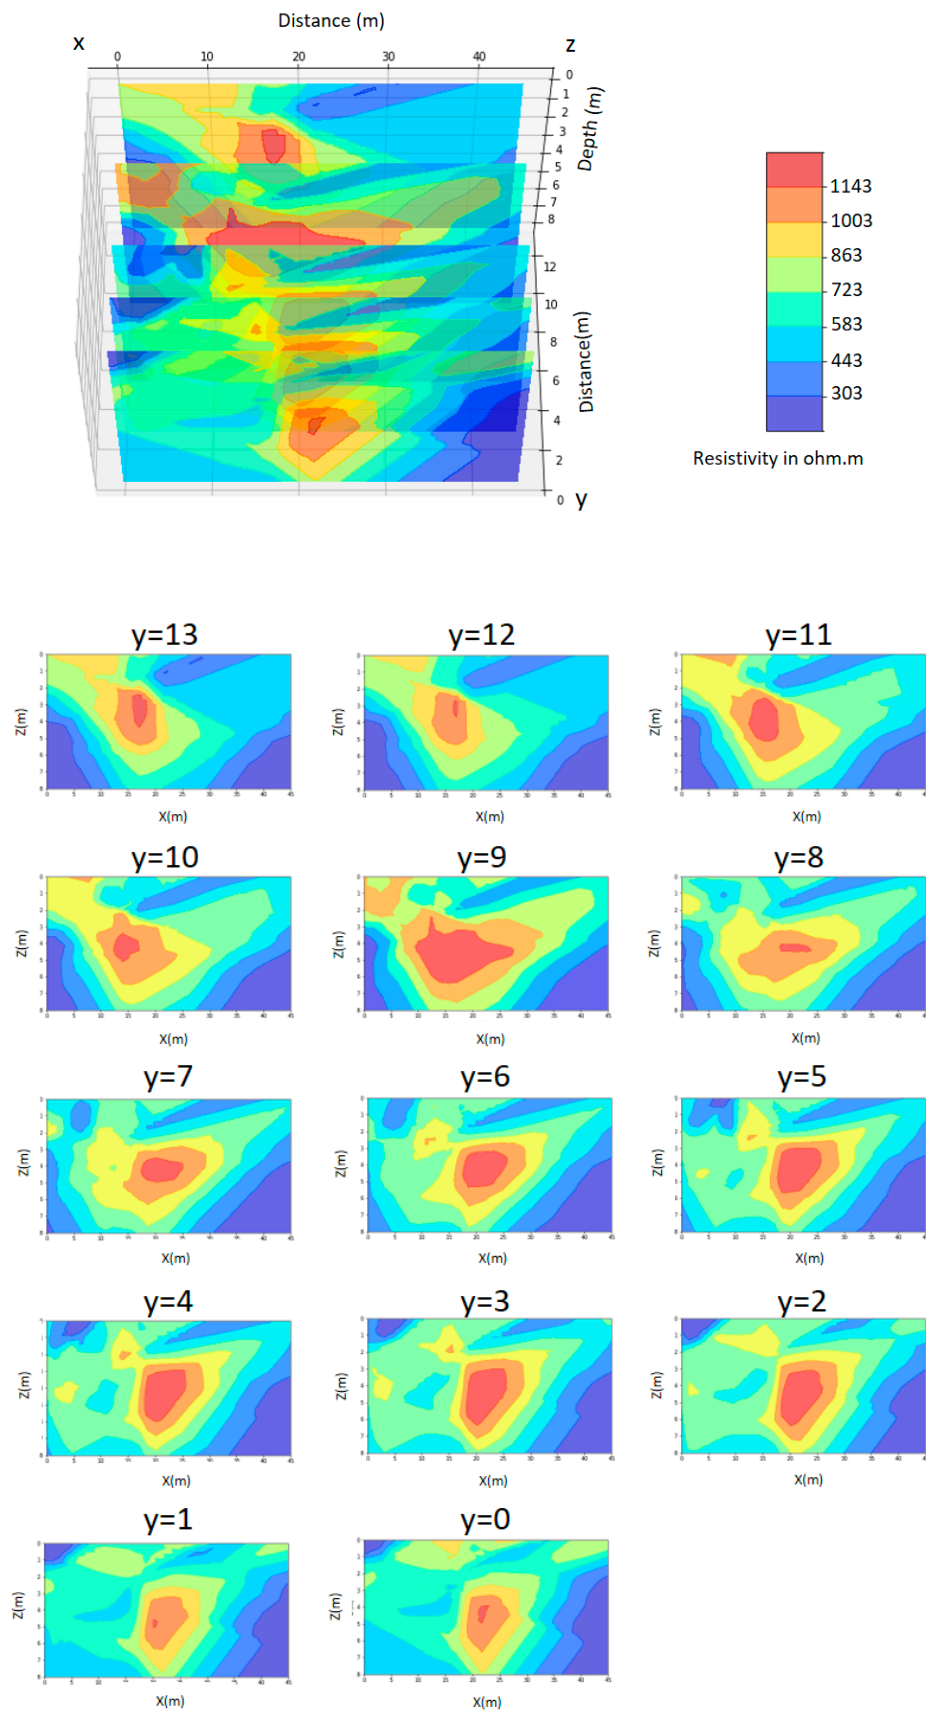 Distance (m)
x
z
0 10 20 30 40
0
1
2
3
4
5
6
7
8
Depth (m)
12
10
8
6
4
2
0
Distance(m)
y
1143
1003
863
723
583
443
303
Resistivity in ohm.m
y=13 y=12 y=11
Z(m) Z(m) Z(m)
X(m) X(m) X(m)
y=10 y=9 y=8
Z(m) Z(m) Z(m)
X(m) X(m) X(m)
y=7 y=6 y=5
Z(m) Z(m) Z(m)
X(m) X(m) X(m)
y=4 y=3 y=2
Z(m) Z(m) Z(m)
X(m) X(m) X(m)
y=1 y=0
Z(m) Z(m)
X(m) X(m)